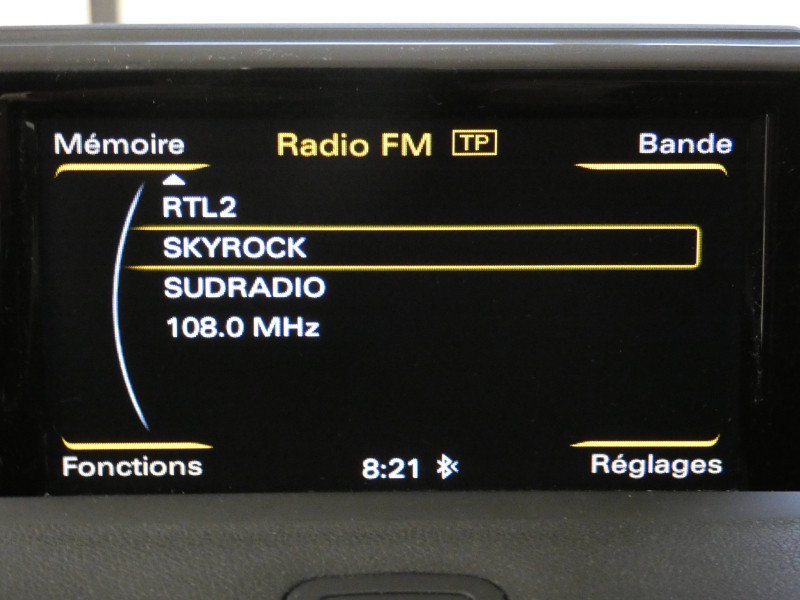 Mémoire Radio FM TP Bande
RTL2
SKYROCK
SUDRADIO
108.0 MHz
Fonctions 8:21 Réglages